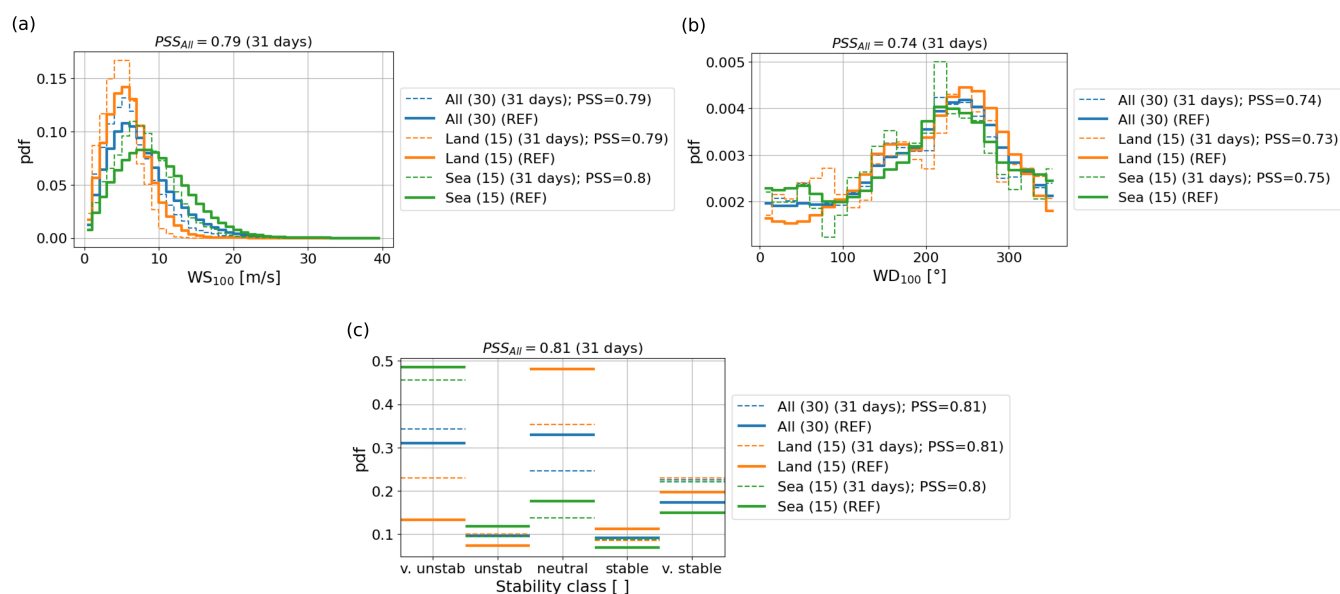 (a)
PSS_All = 0.79 (31 days)
0.15
0.10
0.05
0.00
pdf
0 10 20 30 40
WS_100 [m/s]
All (30) (31 days); PSS=0.79)
All (30) (REF)
Land (15) (31 days); PSS=0.79)
Land (15) (REF)
Sea (15) (31 days); PSS=0.8)
Sea (15) (REF)
(b)
PSS_All = 0.74 (31 days)
0.005
0.004
0.003
0.002
pdf
0 100 200 300
WD_100 [°]
All (30) (31 days); PSS=0.74)
All (30) (REF)
Land (15) (31 days); PSS=0.73)
Land (15) (REF)
Sea (15) (31 days); PSS=0.75)
Sea (15) (REF)
(c)
PSS_All = 0.81 (31 days)
0.5
0.4
0.3
0.2
0.1
pdf
v. unstab unstab neutral stable v. stable
Stability class [ ]
All (30) (31 days); PSS=0.81)
All (30) (REF)
Land (15) (31 days); PSS=0.81)
Land (15) (REF)
Sea (15) (31 days); PSS=0.8)
Sea (15) (REF)